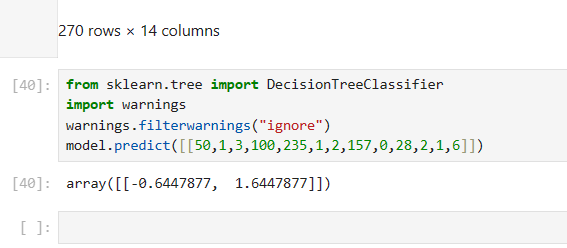 270 rows × 14 columns
[40]: from sklearn.tree import DecisionTreeClassifier
import warnings
warnings.filterwarnings("ignore")
model.predict([[50,1,3,100,235,1,2,157,0,28,2,1,6]])
[40]: array([[-0.6447877,  1.6447877]])
[ ]: